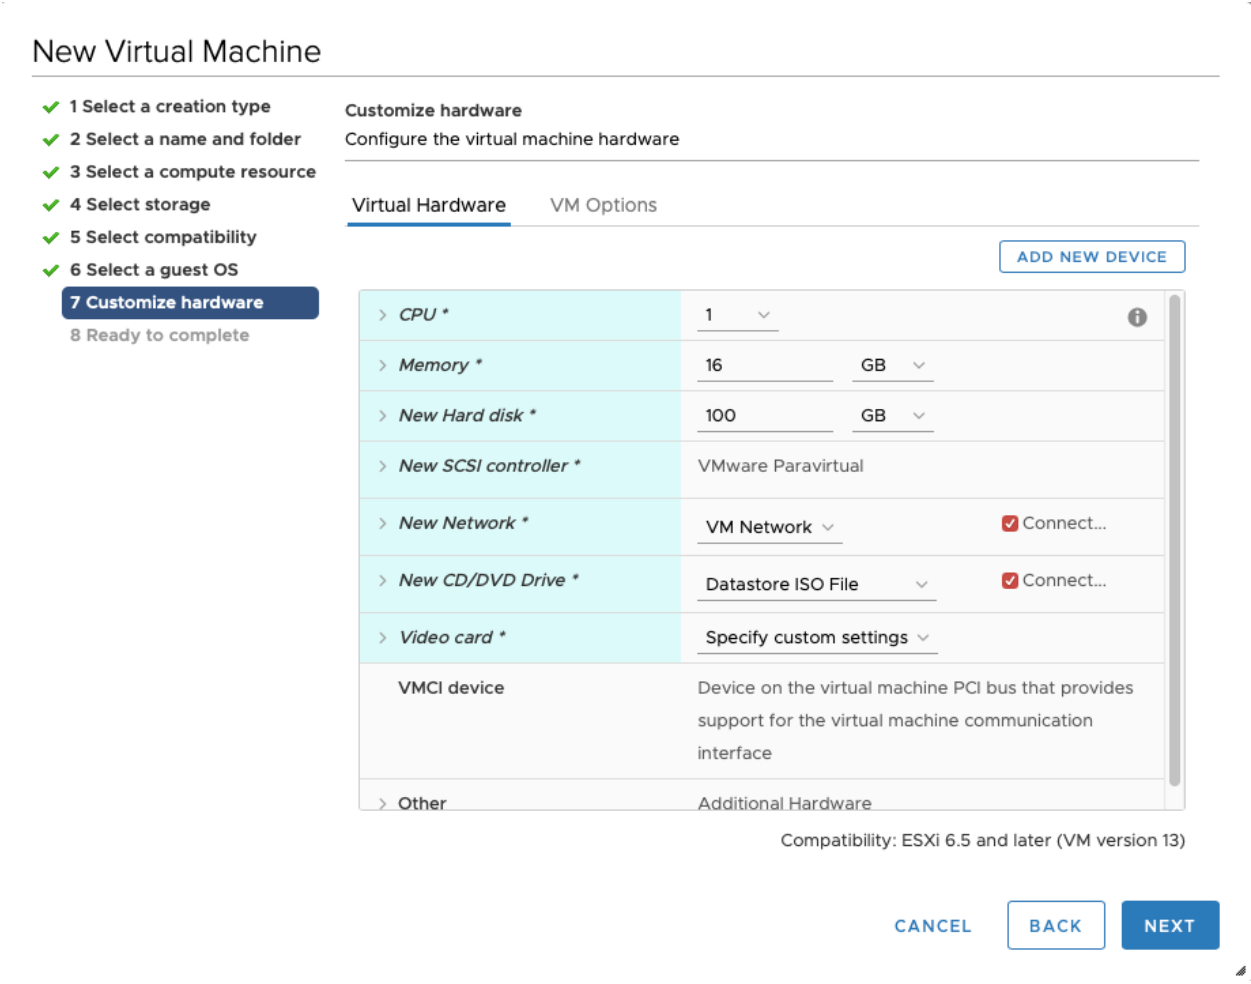 New Virtual Machine
1 Select a creation type
2 Select a name and folder
3 Select a compute resource
4 Select storage
5 Select compatibility
6 Select a guest OS
7 Customize hardware
8 Ready to complete
Customize hardware
Configure the virtual machine hardware
Virtual Hardware VM Options
ADD NEW DEVICE
CPU * 1
Memory * 16 GB
New Hard disk * 100 GB
New SCSI controller * VMware Paravirtual
New Network * VM Network Connect...
New CD/DVD Drive * Datastore ISO File Connect...
Video card * Specify custom settings
VMCI device Device on the virtual machine PCI bus that provides
support for the virtual machine communication
interface
Other Additional Hardware
Compatibility: ESXi 6.5 and later (VM version 13)
CANCEL BACK NEXT